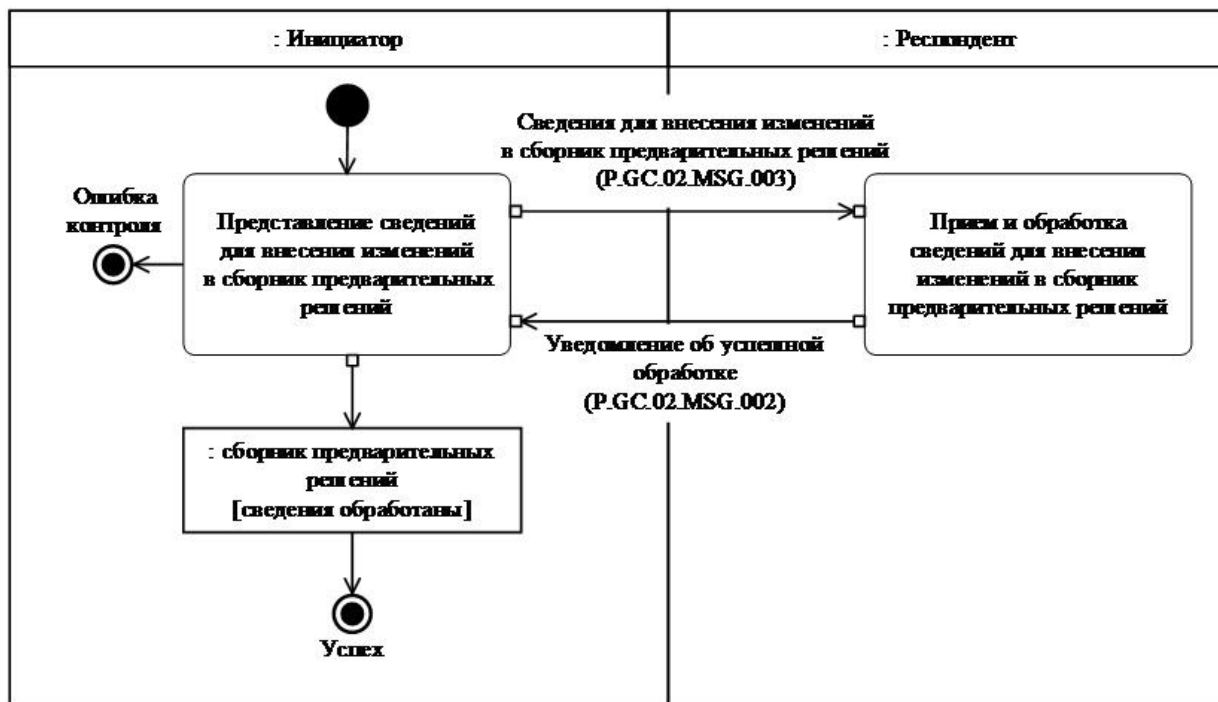 : Инициатор
: Респондент
Сведения для внесения изменений
в сборник предварительных решений
(P.GC.02.MSG.003)
Ошибка
контроля
Представление сведений
для внесения изменений
в сборник предварительных
решений
Прием и обработка
сведений для внесения
изменений в сборник
предварительных решений
Уведомление об успешной
обработке
(P.GC.02.MSG.002)
: сборник предварительных
решений
[сведения обработаны]
Успех